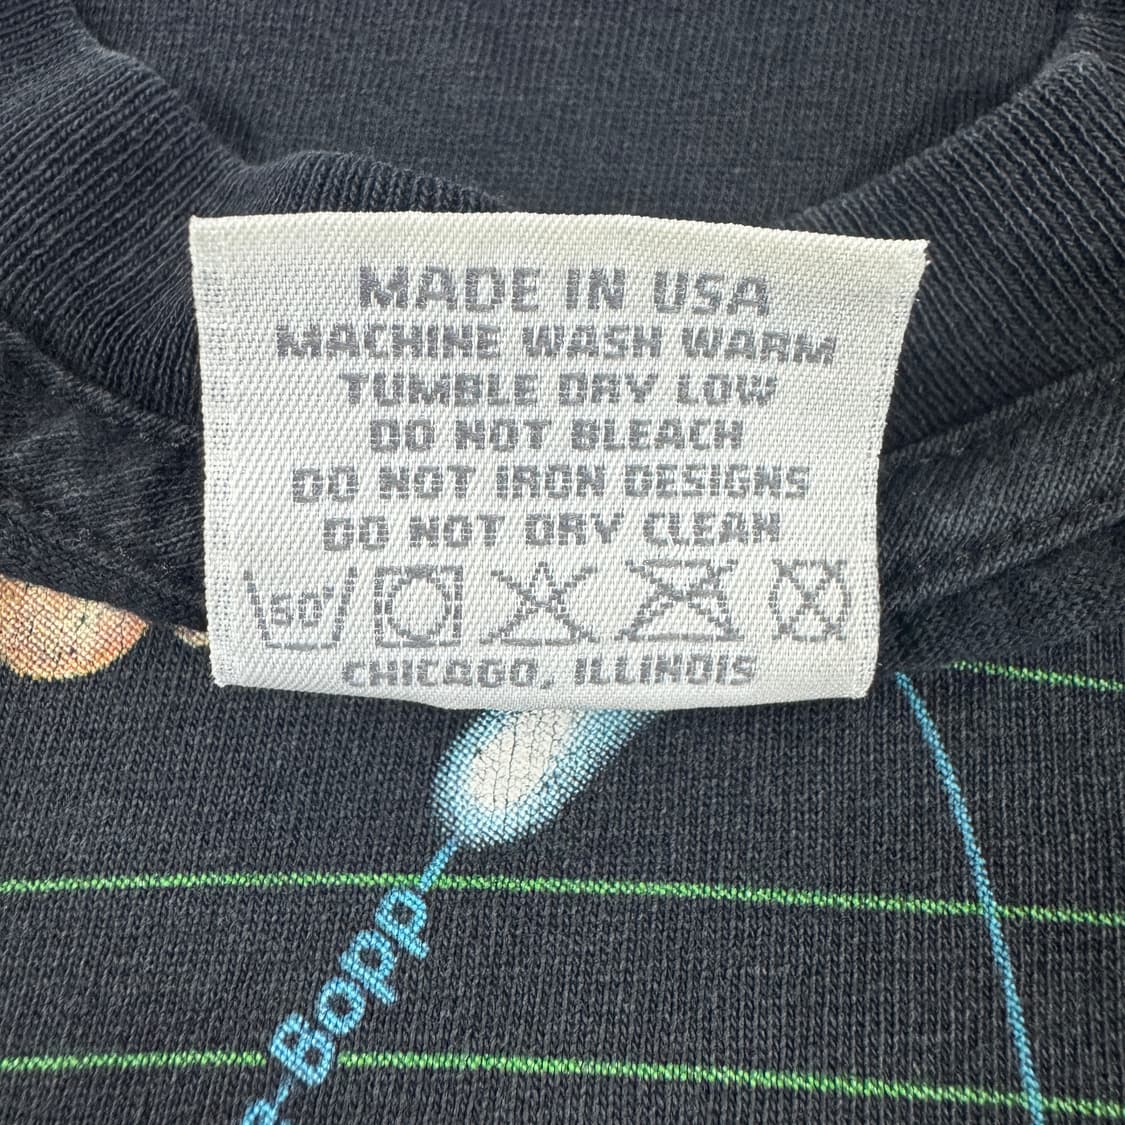 MADE IN USA
MACHINE WASH WARM
TUMBLE DRY LOW
DO NOT BLEACH
DO NOT IRON DESIGNS
DO NOT DRY CLEAN
50°
CHICAGO, ILLINOIS
e-Bopp